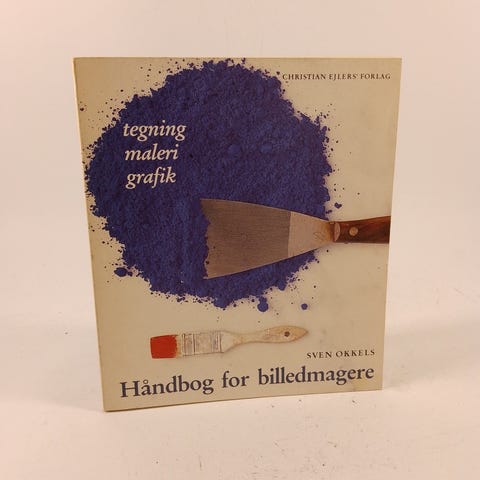 CHRISTIAN EJLERS' FORLAG
tegning
maleri
grafik
SVEN OKKELS
Håndbog for billedmagere